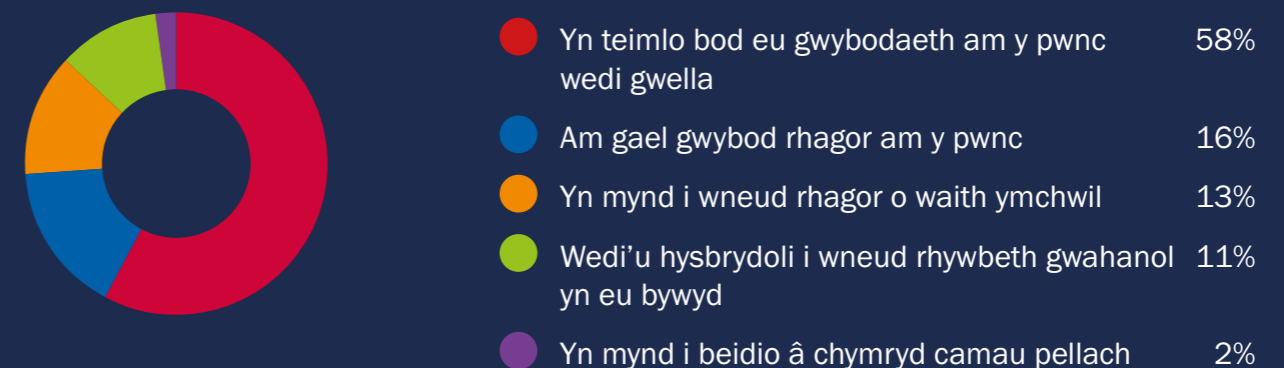 Yn teimlo bod eu gwybodaeth am y pwnc 58%
wedi gwella
Am gael gwybod rhagor am y pwnc 16%
Yn mynd i wneud rhagor o waith ymchwil 13%
Wedi’u hysbrydoli i wneud rhywbeth gwahanol 11%
yn eu bywyd
Yn mynd i beidio â chymryd camau pellach 2%